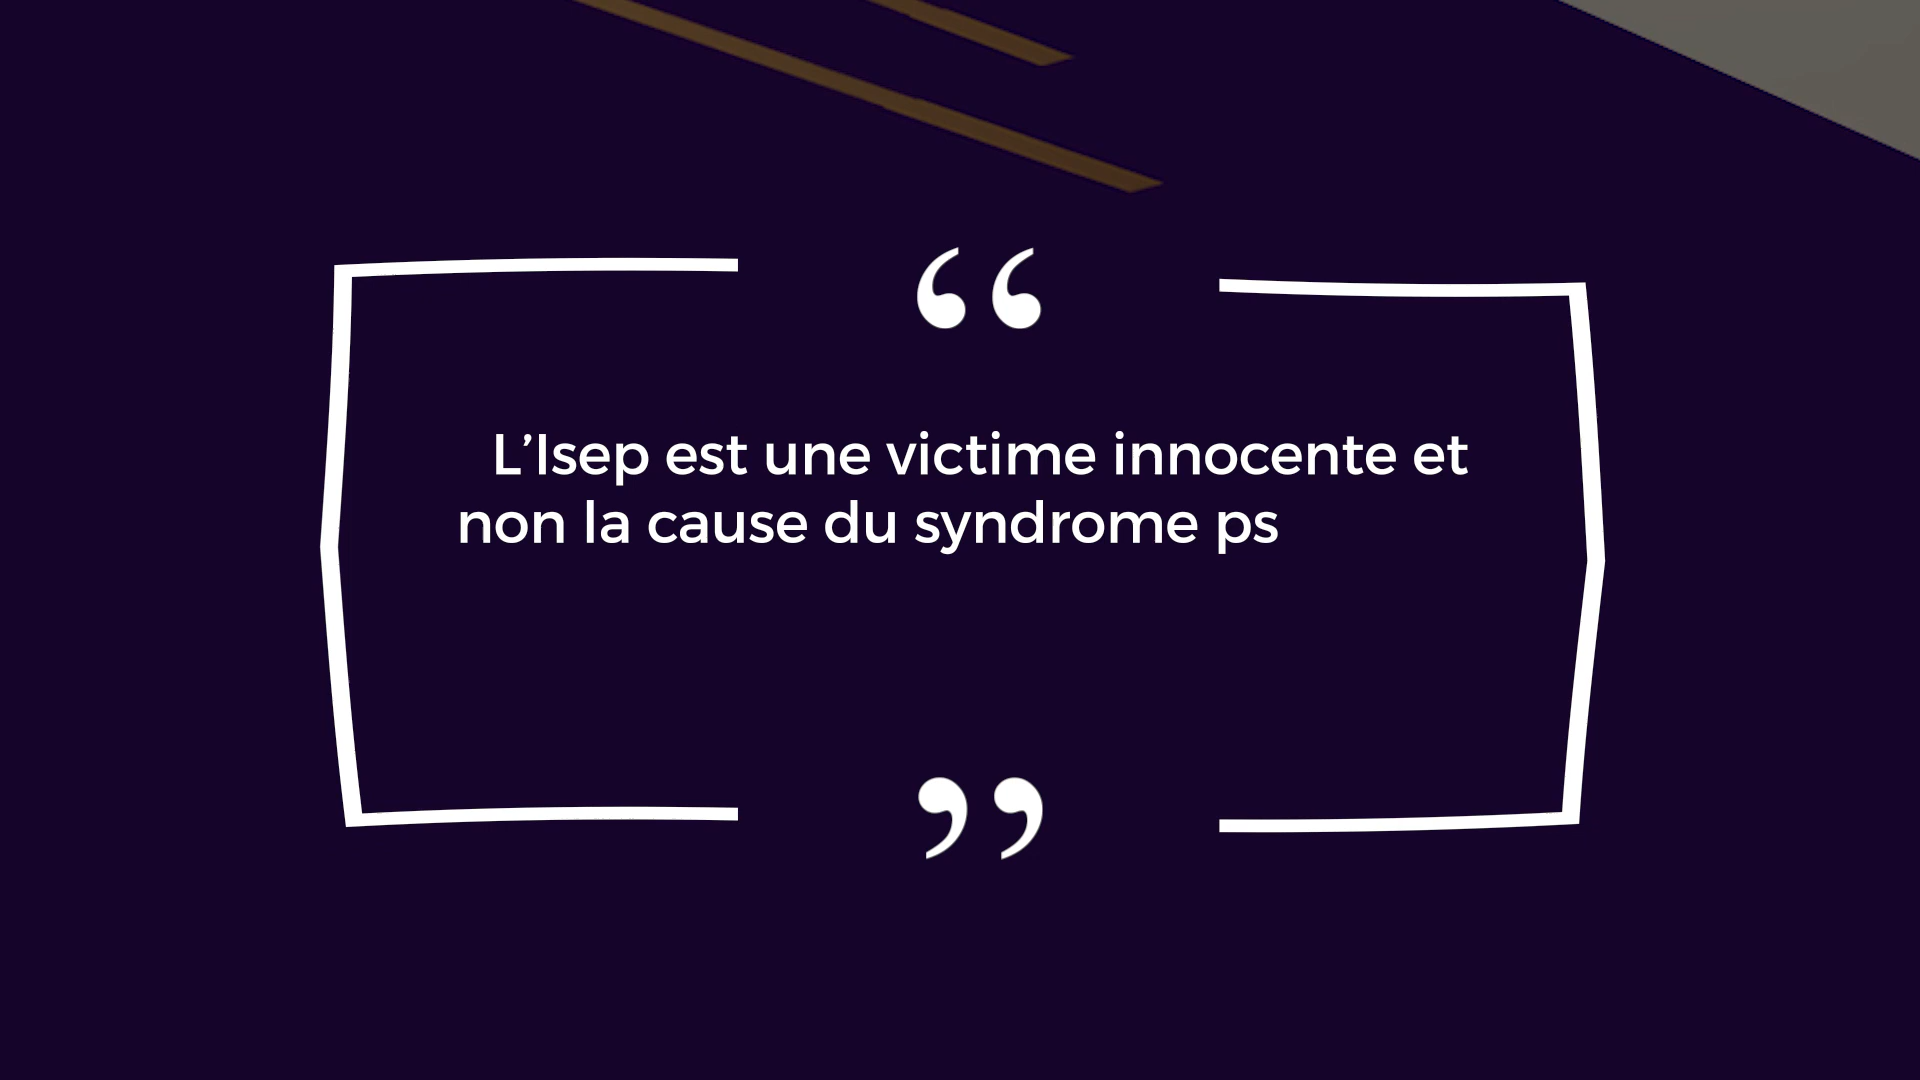 “
L’Isep est une victime innocente et
non la cause du syndrome ps
”